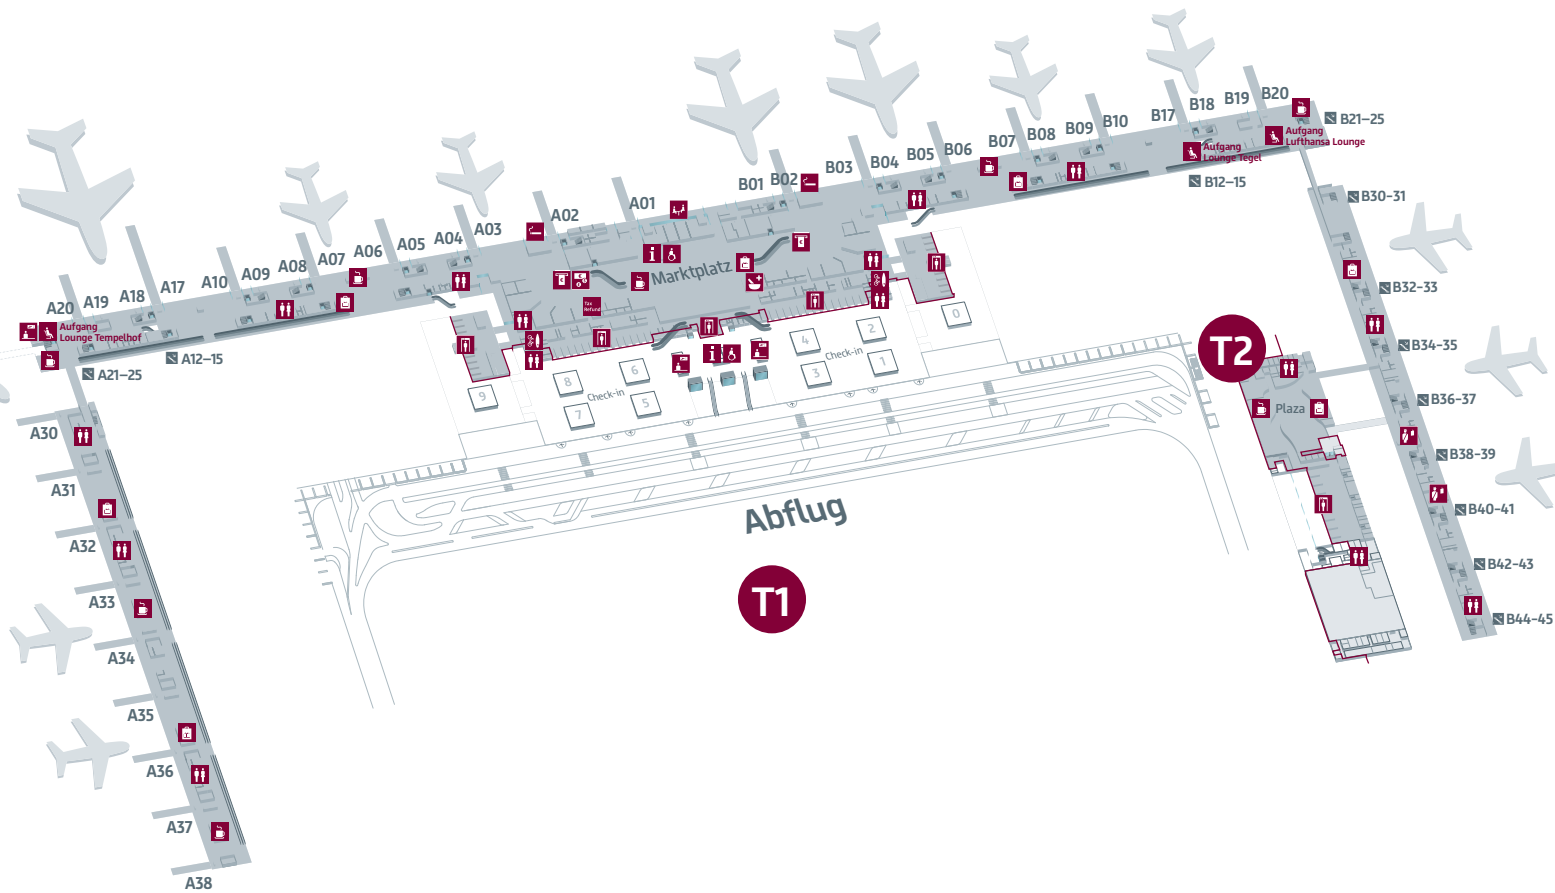 B20
B19
B18
B17
B21–25
B10
B09
B08
B07
B06
B05
B04
B03
B02
B01
Aufgang
Lufthansa Lounge
Aufgang
Lounge Tegel
B12–15
B30–31
A01
A02
A03
A04
A05
A06
A07
A08
A09
A10
A17
A18
A19
A20
Aufgang
Lounge Tempelhof
A12–15
A21–25
Marktplatz
Tax
Refund
B32–33
B34–35
B36–37
B38–39
B40–41
B42–43
B44–45
T2
Plaza
0
2
4
Check-in
1
3
6
8
Check-in
5
7
9
Abflug
T1
A30
A31
A32
A33
A34
A35
A36
A37
A38